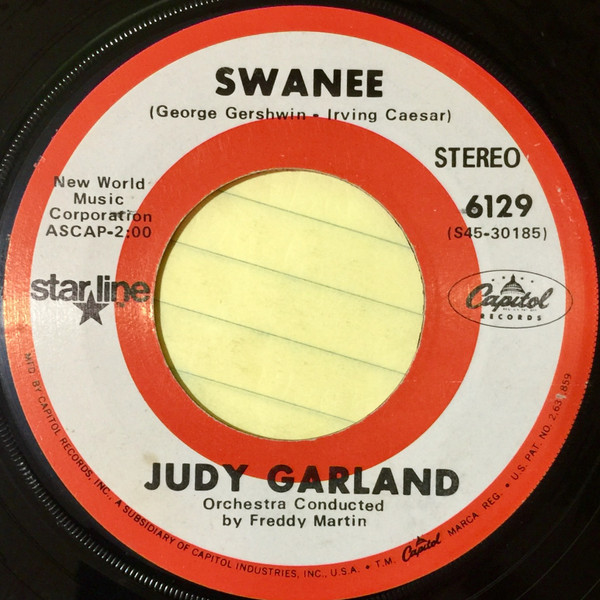 SWANEE
(George Gershwin - Irving Caesar)
STEREO
New World
Music
Corporation
ASCAP-2:00
6129
(S45-30185)
starline
Capitol
RECORDS
JUDY GARLAND
Orchestra Conducted
by Freddy Martin
MFD BY CAPITOL RECORDS, INC., A SUBSIDIARY OF CAPITOL INDUSTRIES, INC., U.S.A. • T.M. Capitol MARCA REG. • U.S. PAT. NO. 2,631,859